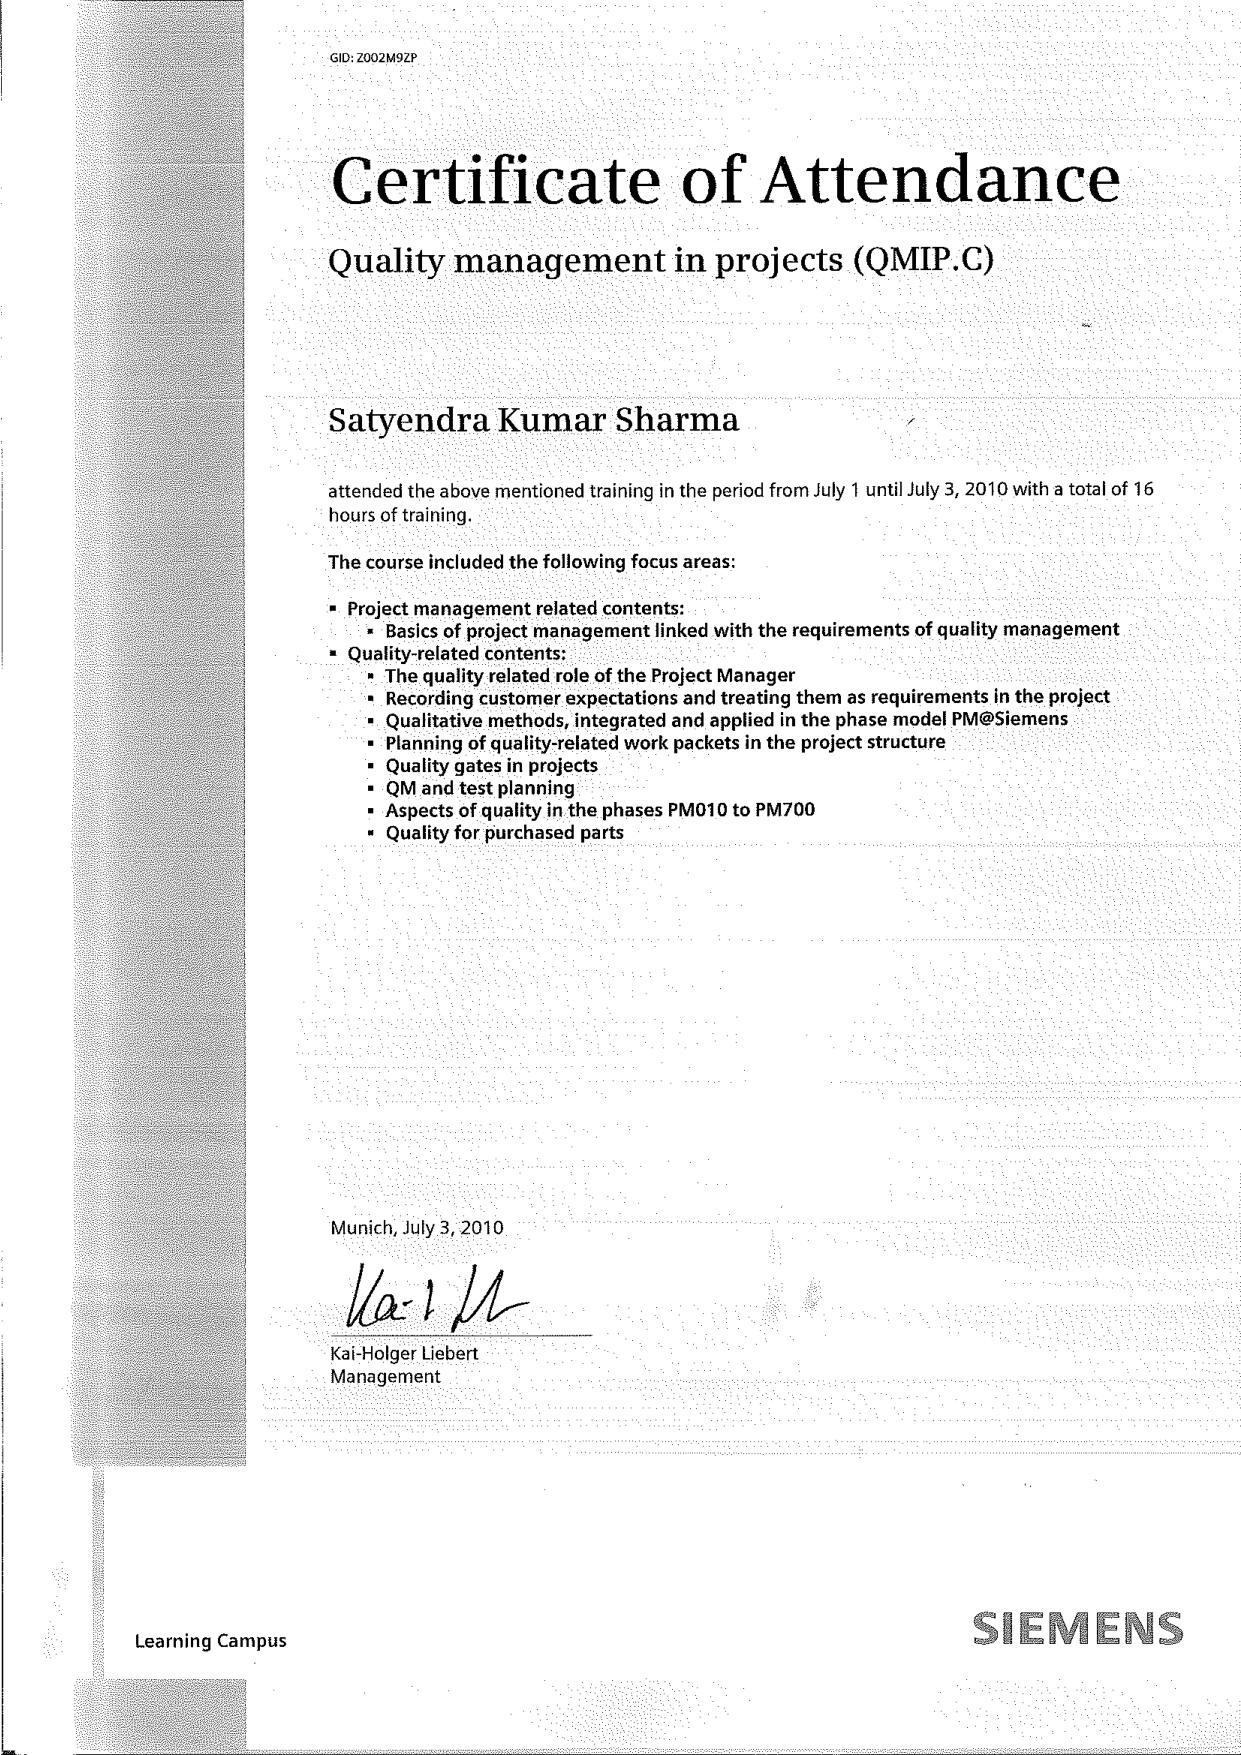 GID: Z002M9ZP
Certificate of Attendance
Quality management in projects (QMIP.C)
Satyendra Kumar Sharma
attended the above mentioned training in the period from July 1 until July 3, 2010 with a total of 16
hours of training.
The course included the following focus areas:
▪ Project management related contents:
▪ Basics of project management linked with the requirements of quality management
▪ Quality-related contents:
▪ The quality related role of the Project Manager
▪ Recording customer expectations and treating them as requirements in the project
▪ Qualitative methods, integrated and applied in the phase model PM@Siemens
▪ Planning of quality-related work packets in the project structure
▪ Quality gates in projects
▪ QM and test planning
▪ Aspects of quality in the phases PM010 to PM700
▪ Quality for purchased parts
Munich, July 3, 2010
Kai-Holger Liebert
Management
Learning Campus
SIEMENS